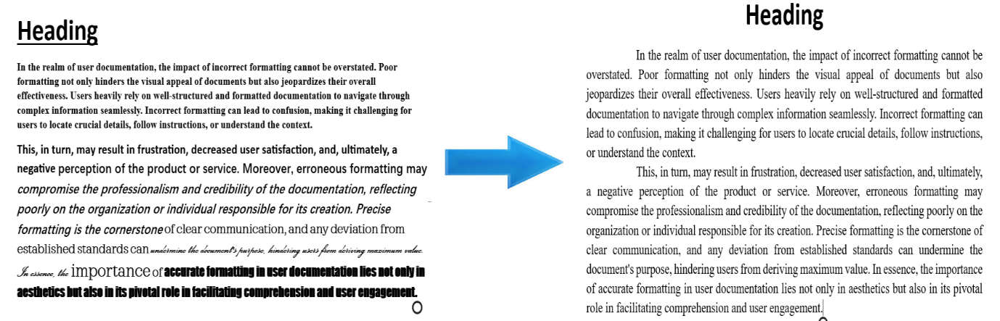 Heading
In the realm of user documentation, the impact of incorrect formatting cannot be overstated. Poor
formatting not only hinders the visual appeal of documents but also jeopardizes their overall
effectiveness. Users heavily rely on well-structured and formatted documentation to navigate through
complex information seamlessly. Incorrect formatting can lead to confusion, making it challenging for
users to locate crucial details, follow instructions, or understand the context.
This, in turn, may result in frustration, decreased user satisfaction, and, ultimately, a
negative perception of the product or service. Moreover, erroneous formatting may
compromise the professionalism and credibility of the documentation, reflecting
poorly on the organization or individual responsible for its creation. Precise
formatting is the cornerstone of clear communication, and any deviation from
established standards can undermine the document's purpose, hindering users from deriving maximum value.
In essence, the importance of accurate formatting in user documentation lies not only in
aesthetics but also in its pivotal role in facilitating comprehension and user engagement.
Heading
In the realm of user documentation, the impact of incorrect formatting cannot be
overstated. Poor formatting not only hinders the visual appeal of documents but also
jeopardizes their overall effectiveness. Users heavily rely on well-structured and formatted
documentation to navigate through complex information seamlessly. Incorrect formatting can
lead to confusion, making it challenging for users to locate crucial details, follow instructions,
or understand the context.
This, in turn, may result in frustration, decreased user satisfaction, and, ultimately,
a negative perception of the product or service. Moreover, erroneous formatting may
compromise the professionalism and credibility of the documentation, reflecting poorly on the
organization or individual responsible for its creation. Precise formatting is the cornerstone of
clear communication, and any deviation from established standards can undermine the
document's purpose, hindering users from deriving maximum value. In essence, the importance
of accurate formatting in user documentation lies not only in aesthetics but also in its pivotal
role in facilitating comprehension and user engagement.